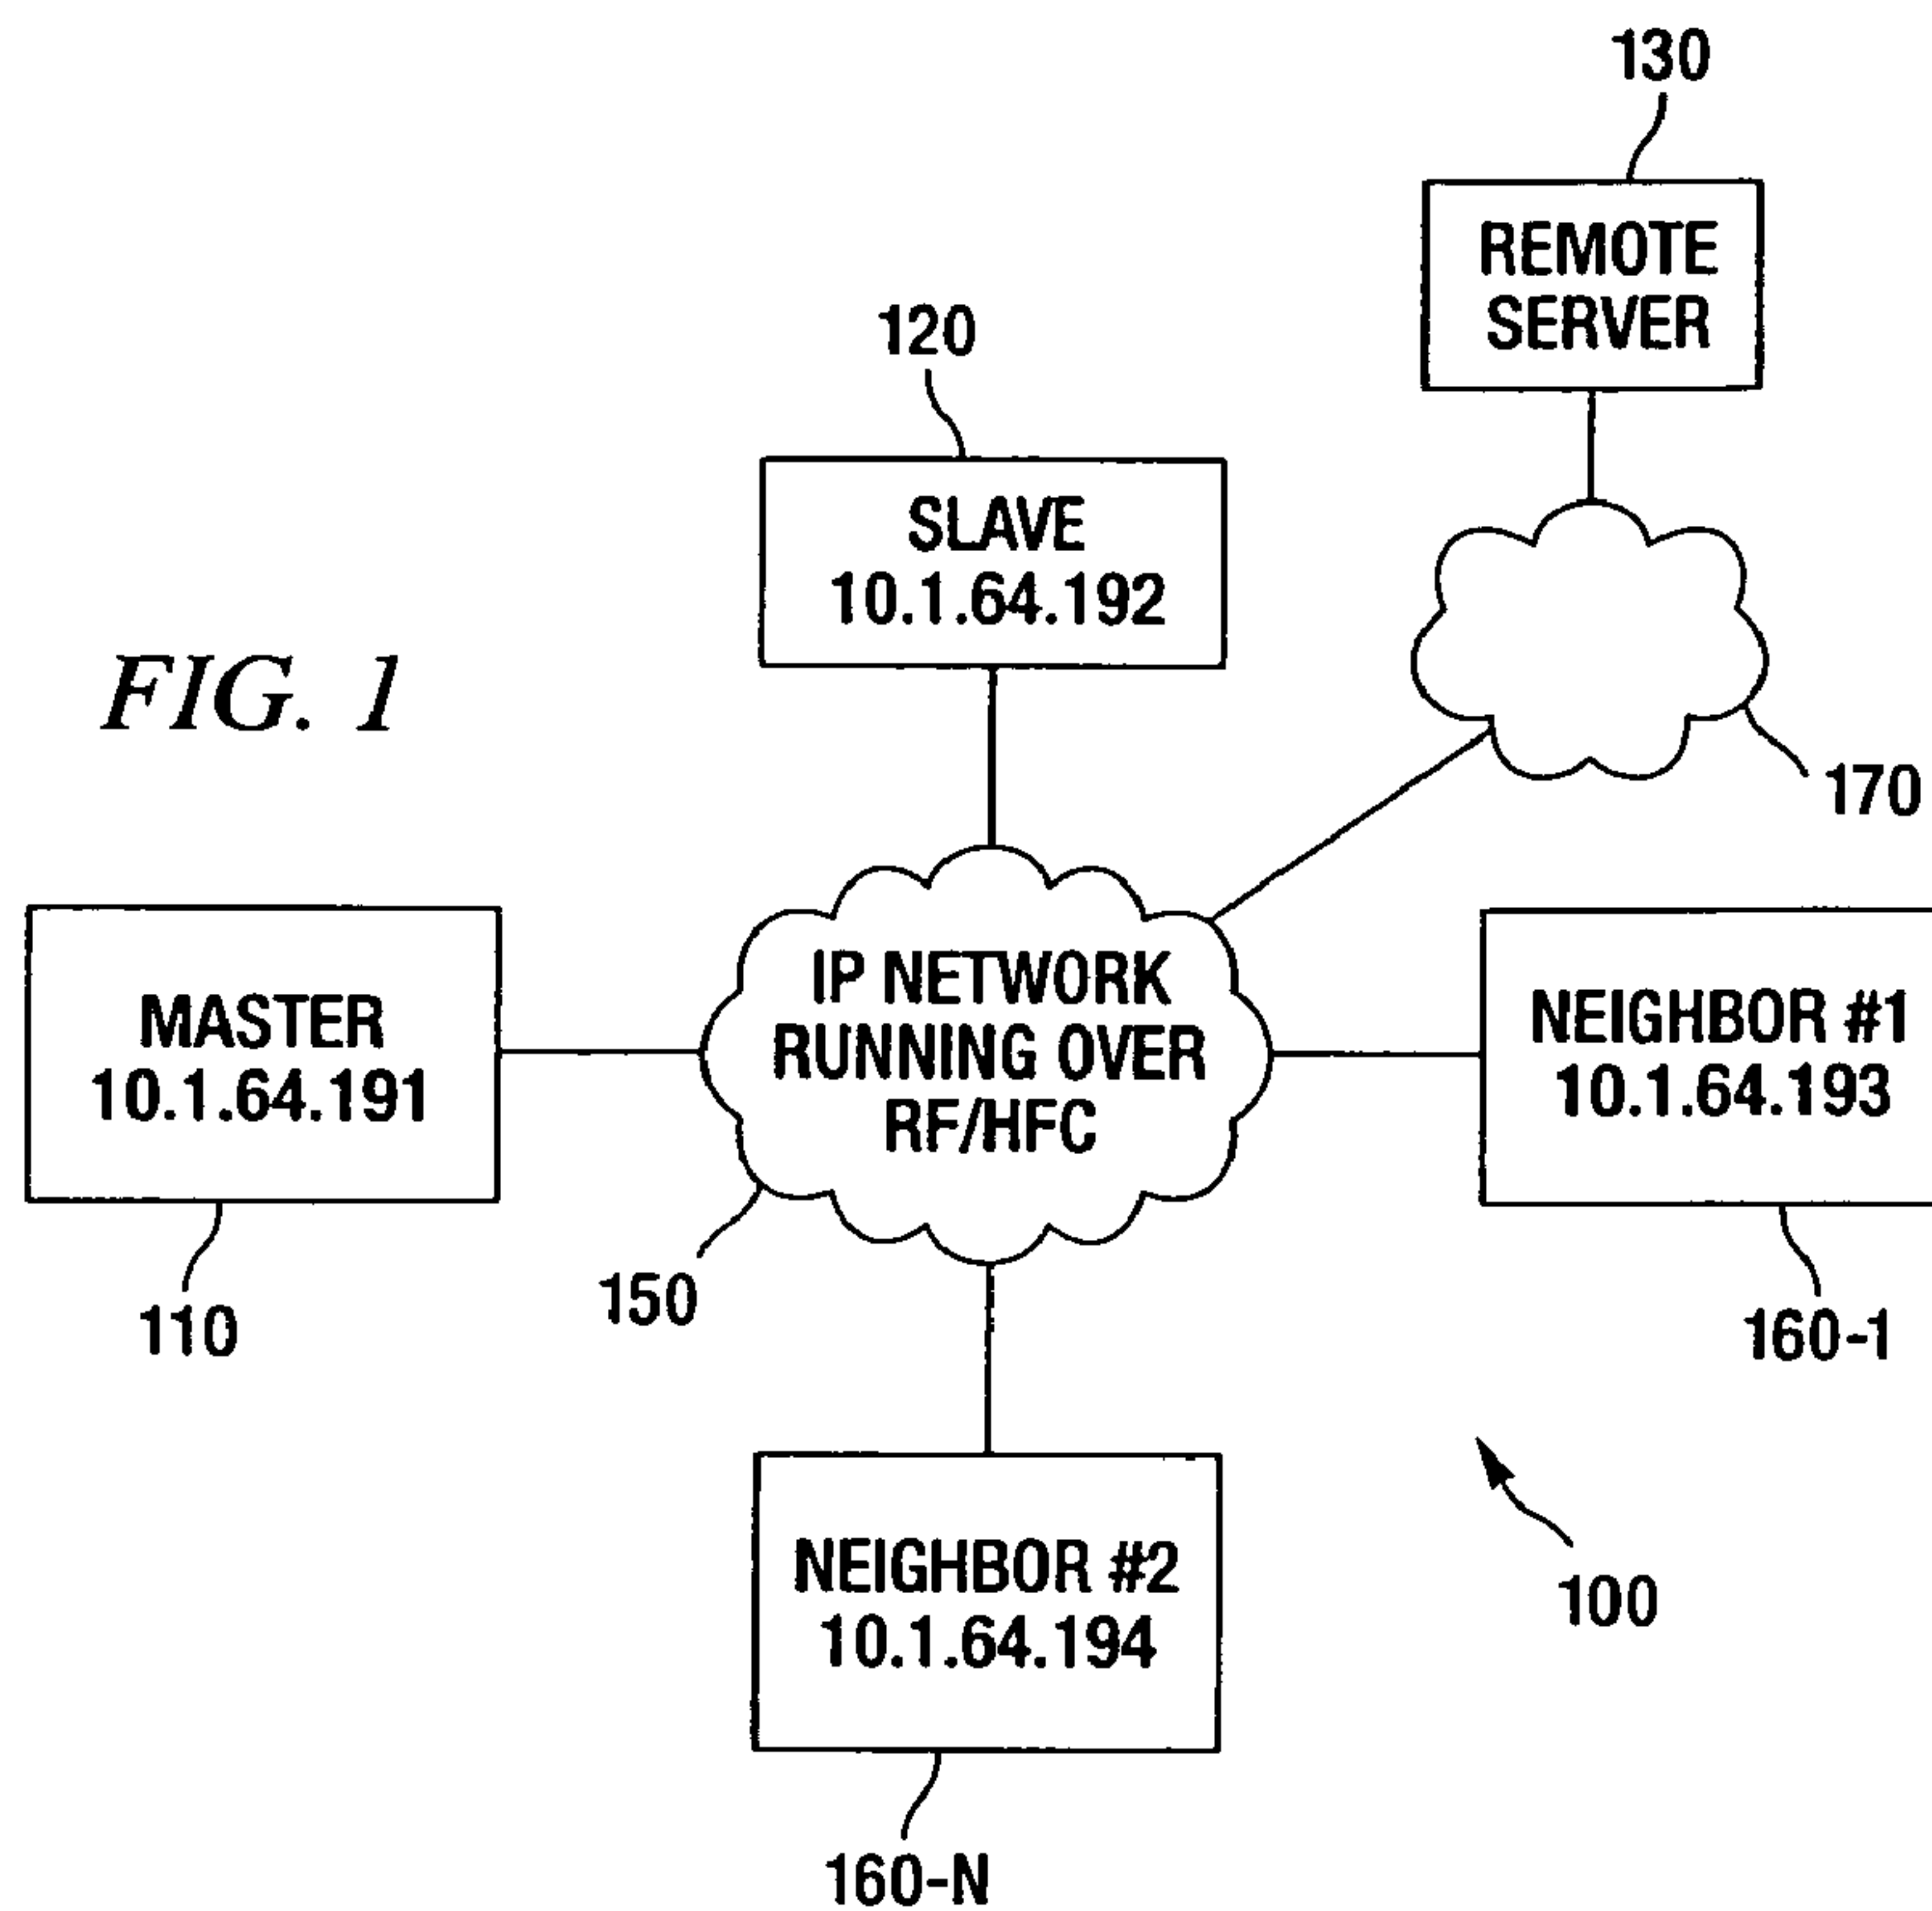 130
REMOTE
SERVER
120
SLAVE
10.1.64.192
FIG. 1
170
IP NETWORK
RUNNING OVER
RF/HFC
MASTER
10.1.64.191
NEIGHBOR #1
10.1.64.193
150
110
160-1
NEIGHBOR #2
10.1.64.194
100
160-N